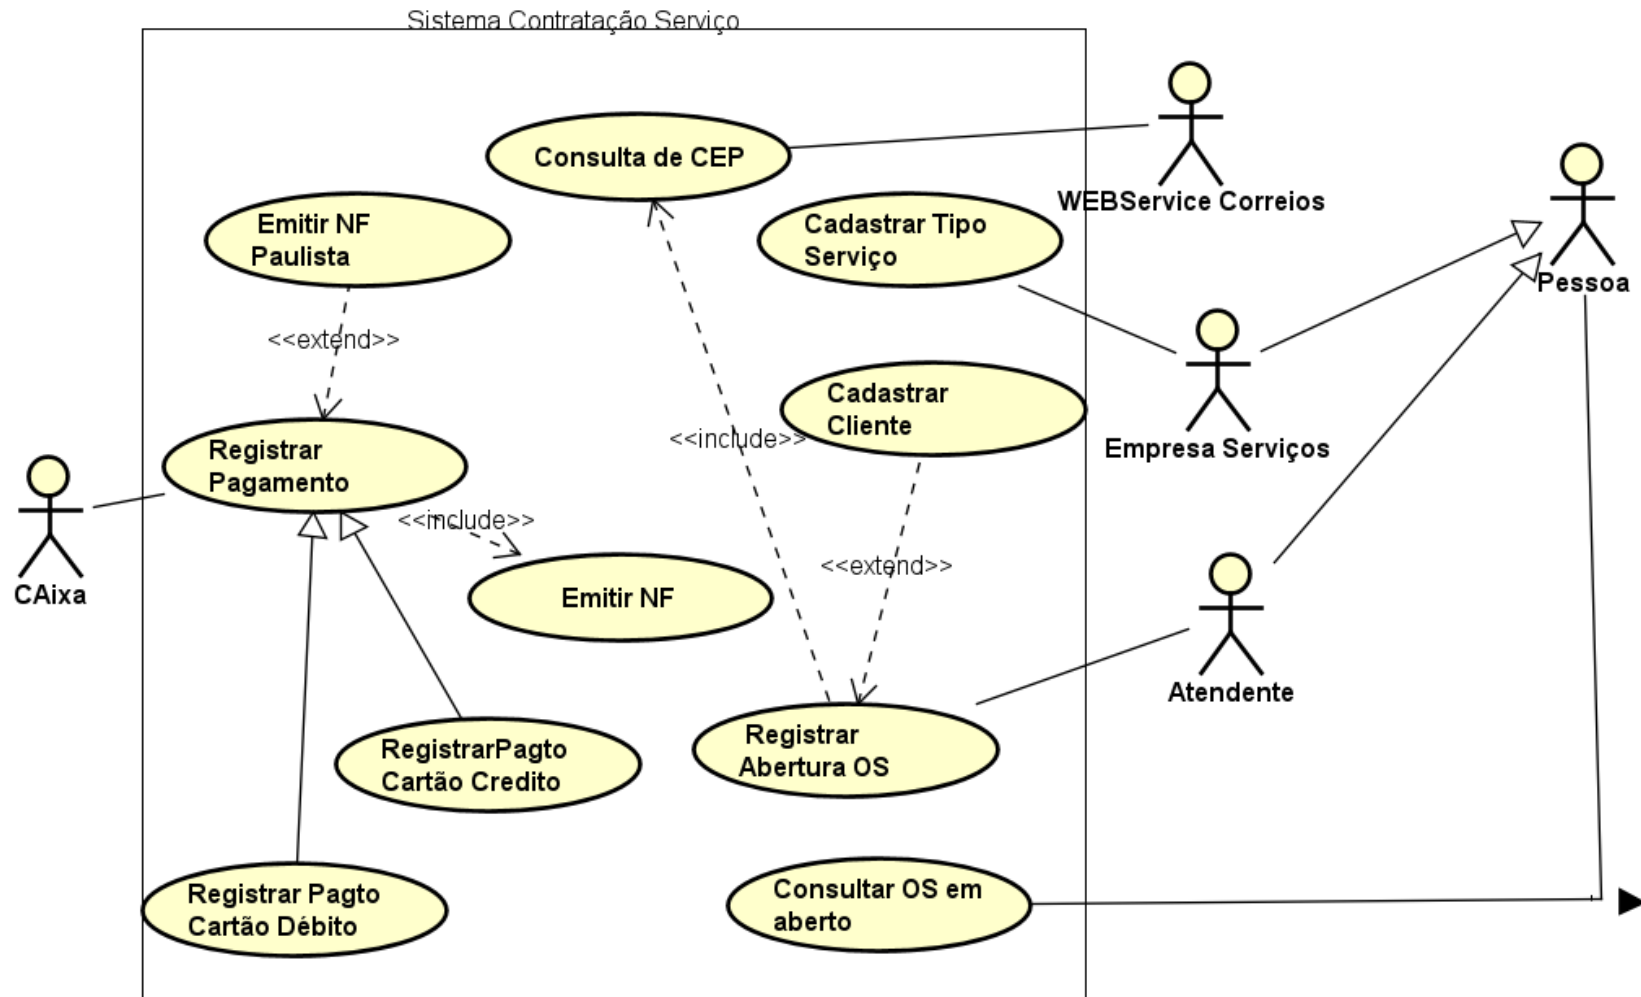 Sistema Contratação Serviço
Consulta de CEP
WEBService Correios
Emitir NF
Paulista
Cadastrar Tipo
Serviço
Pessoa
<<extend>>
Cadastrar
Cliente
<<include>>
Empresa Serviços
Registrar
Pagamento
<<include>>
<<extend>>
CAixa
Emitir NF
Atendente
RegistrarPagto
Cartão Credito
Registrar
Abertura OS
Registrar Pagto
Cartão Débito
Consultar OS em
aberto